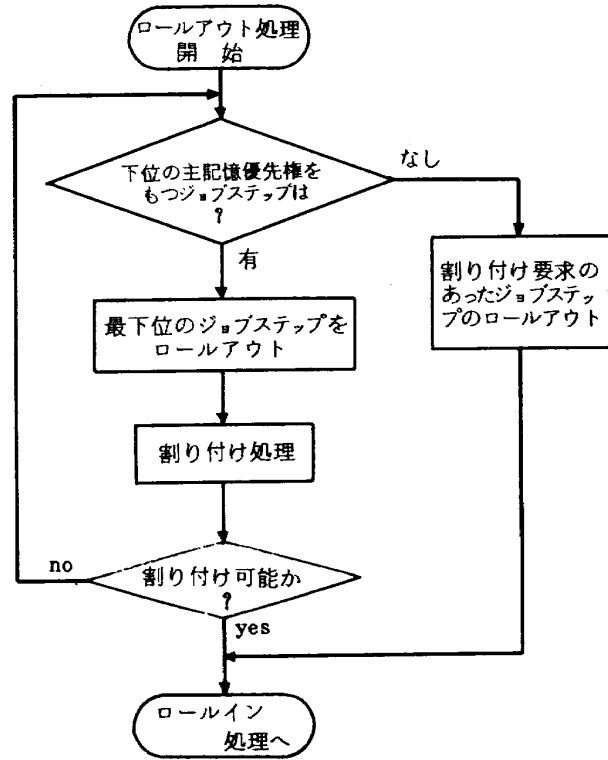 ロールアウト処理
開 始
下位の主記憶優先権を
もつジョブステップは
?
なし
有
割り付け要求の
あったジョブステッ
プのロールアウト
最下位のジョブステップを
ロールアウト
割り付け処理
no
割り付け可能か
?
yes
ロールイン
処理へ